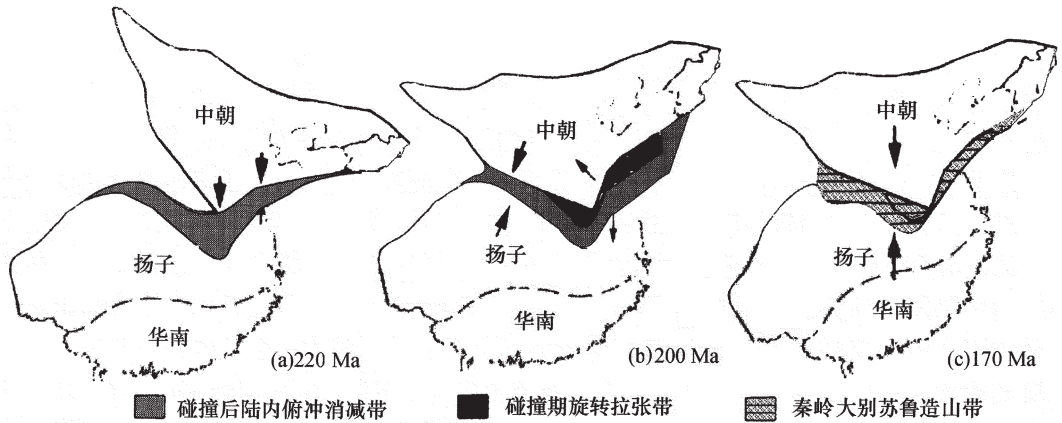 中朝
扬子
华南
(a)220 Ma
中朝
扬子
华南
(b)200 Ma
中朝
扬子
华南
(c)170 Ma
碰撞后陆内俯冲消减带
碰撞期旋转拉张带
秦岭大别苏鲁造山带